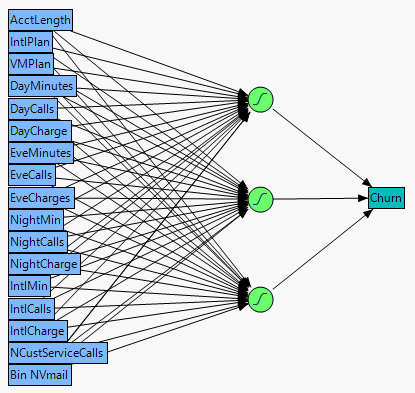 AcctLength
IntlPlan
VMPlan
DayMinutes
DayCalls
DayCharge
EveMinutes
EveCalls
EveCharges
NightMin
NightCalls
NightCharge
IntlMin
IntlCalls
IntlCharge
NCustServiceCalls
Bin NVmail
Churn